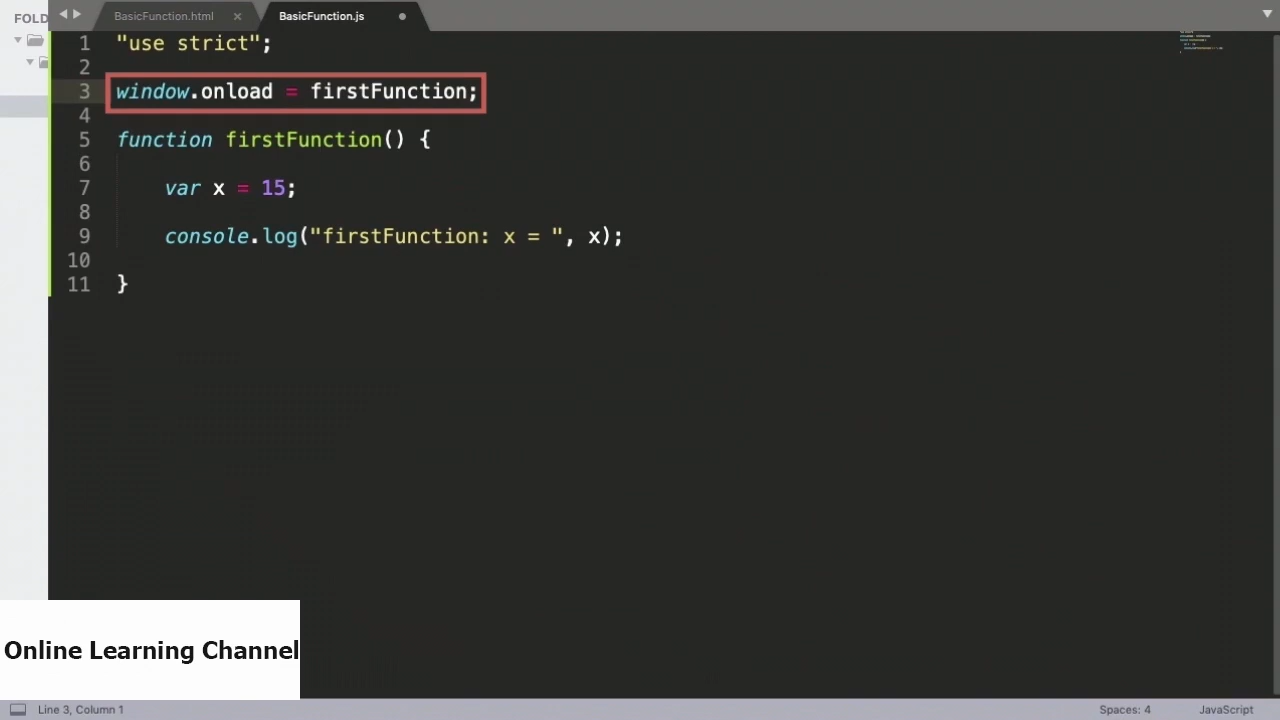 FOLD
BasicFunction.html ×
BasicFunction.js
1 "use strict";
2
3 window.onload = firstFunction;
4
5 function firstFunction() {
6
7 var x = 15;
8
9 console.log("firstFunction: x = ", x);
10
11 }
Online Learning Channel
Line 3, Column 1
Spaces: 4
JavaScript